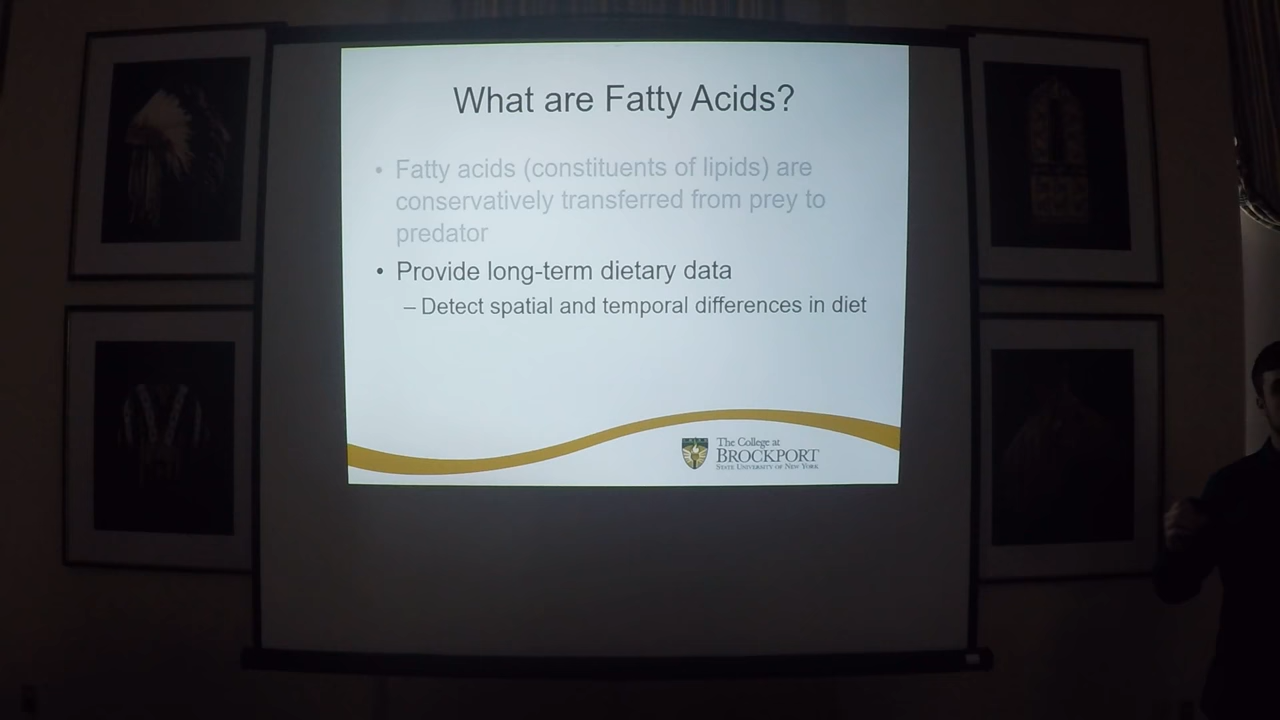 What are Fatty Acids?
• Fatty acids (constituents of lipids) are
conservatively transferred from prey to
predator
• Provide long-term dietary data
– Detect spatial and temporal differences in diet
The College at
BROCKPORT
STATE UNIVERSITY OF NEW YORK